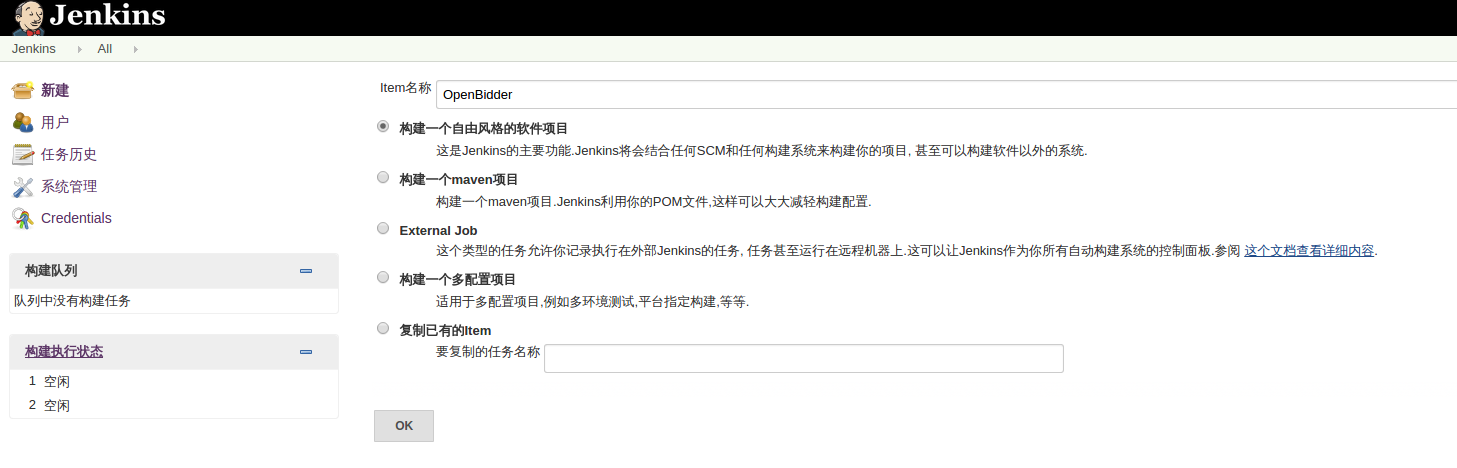 Jenkins
Jenkins All
新建
用户
任务历史
系统管理
Credentials
构建队列
队列中没有构建任务
构建执行状态
1 空闲
2 空闲
Item名称 OpenBidder
构建一个自由风格的软件项目
这是Jenkins的主要功能.Jenkins将会结合任何SCM和任何构建系统来构建你的项目, 甚至可以构建软件以外的系统.
构建一个maven项目
构建一个maven项目.Jenkins利用你的POM文件,这样可以大大减轻构建配置.
External Job
这个类型的任务允许你记录执行在外部Jenkins的任务, 任务甚至运行在远程机器上.这可以让Jenkins作为你所有自动构建系统的控制面板.参阅 这个文档查看详细内容.
构建一个多配置项目
适用于多配置项目,例如多环境测试,平台指定构建,等等.
复制已有的Item
要复制的任务名称
OK